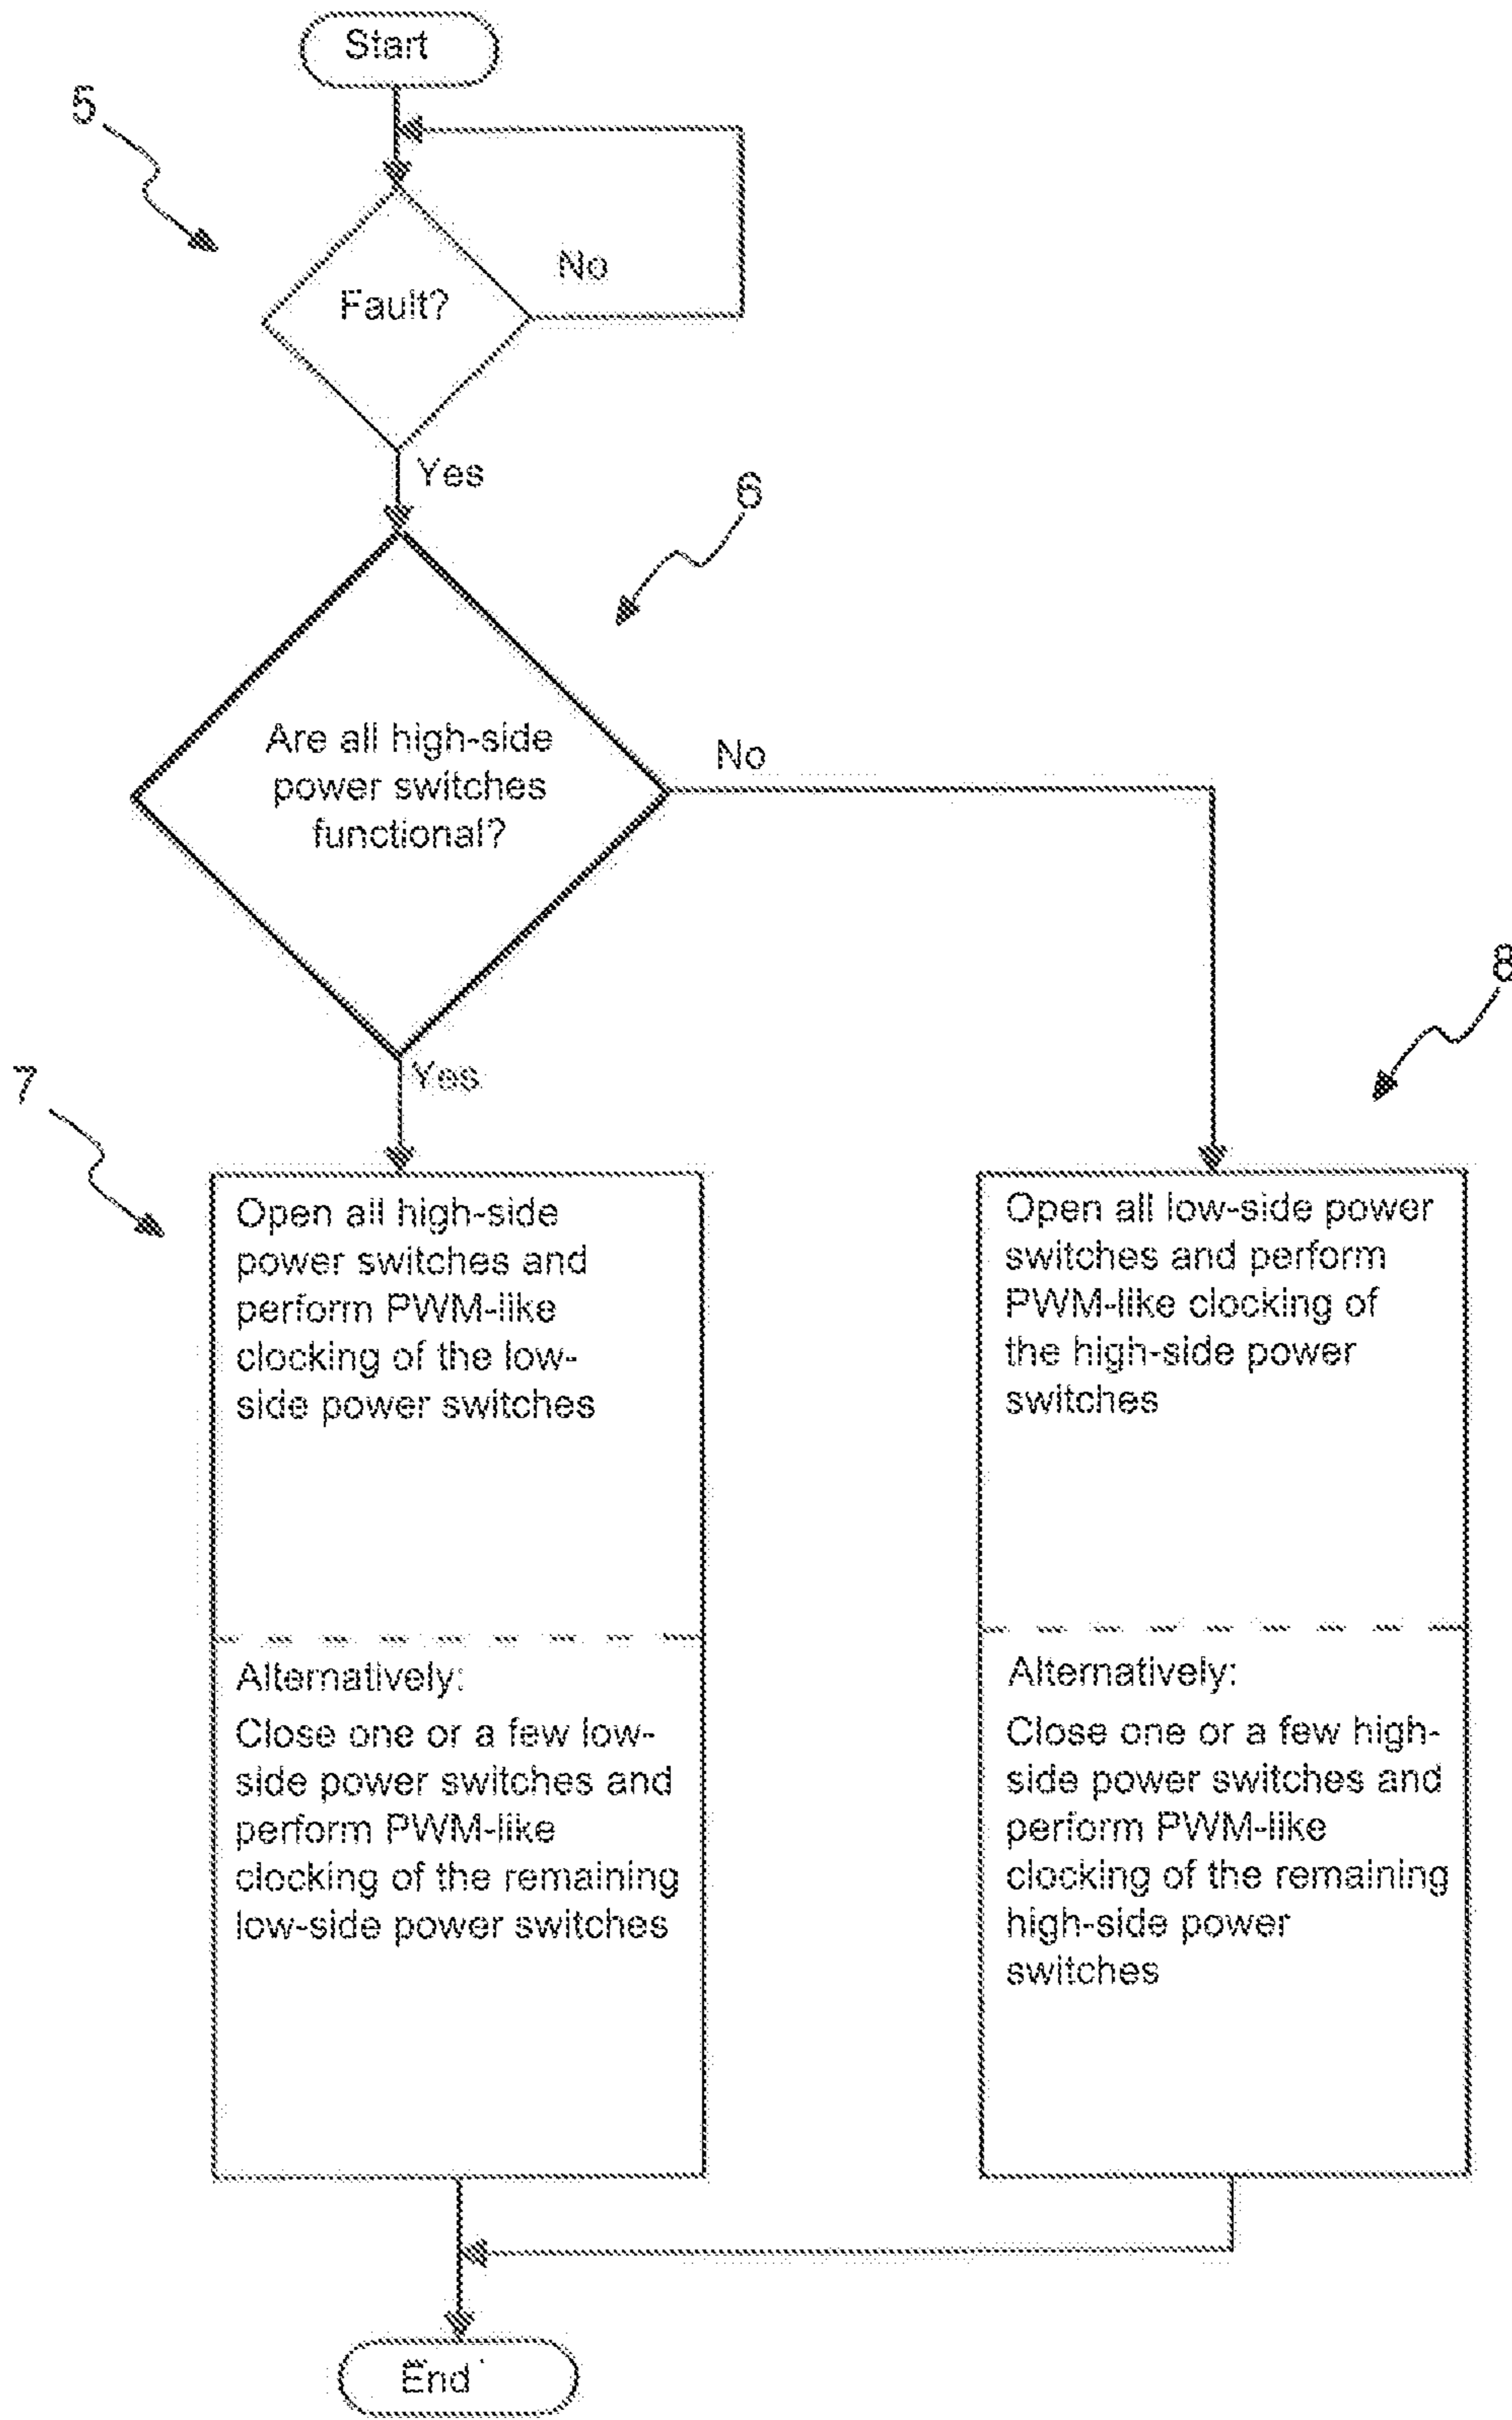 Start
5
No
Fault?
Yes
6
Are all high-side
power switches
functional?
No
8
Yes
7
Open all high-side
power switches and
perform PWM-like
clocking of the low-
side power switches
Alternatively:
Close one or a few low-
side power switches and
perform PWM-like
clocking of the remaining
low-side power switches
Open all low-side power
switches and perform
PWM-like clocking of
the high-side power
switches
Alternatively:
Close one or a few high-
side power switches and
perform PWM-like
clocking of the remaining
high-side power
switches
End